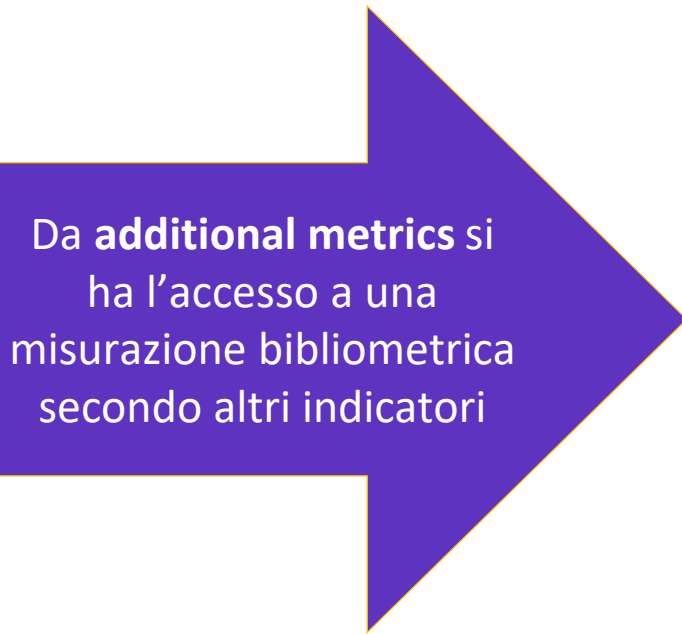 Da additional metrics si
ha l’accesso a una
misurazione bibliometrica
secondo altri indicatori